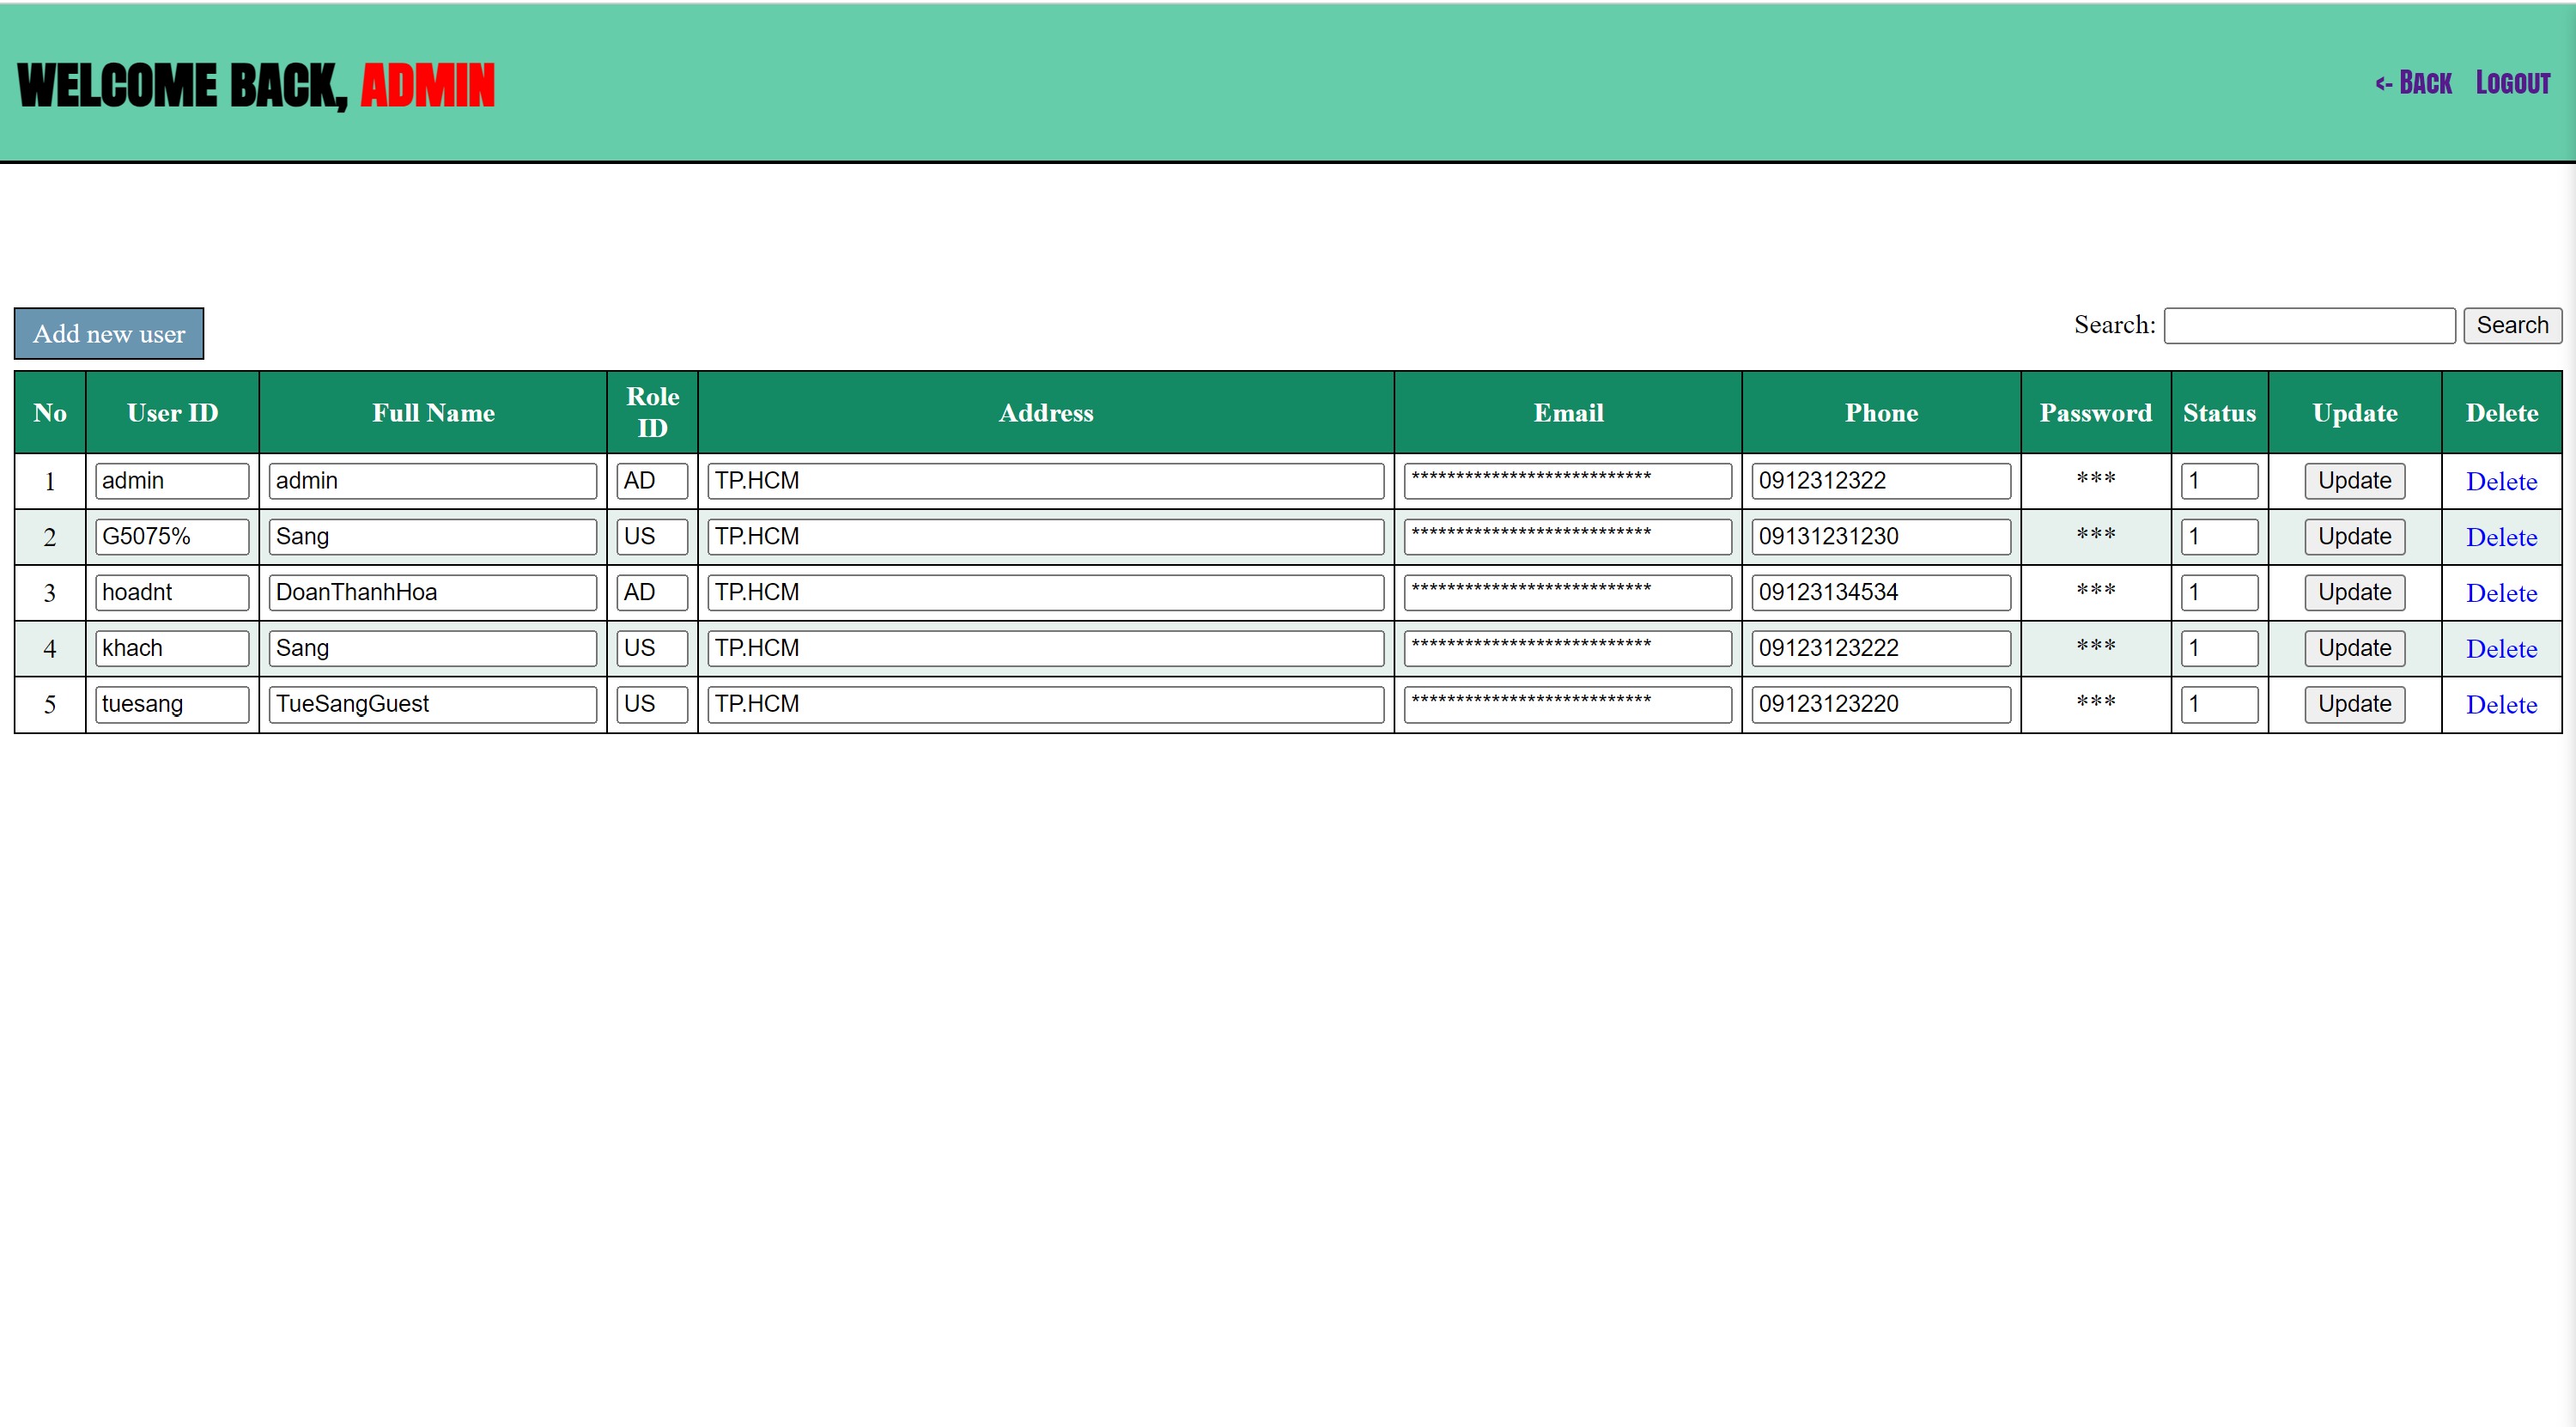 WELCOME BACK, ADMIN
<- BACK LOGOUT
Add new user
Search: Search
No User ID Full Name Role ID Address Email Phone Password Status Update Delete
1 admin admin AD TP.HCM *************************** 0912312322 *** 1 Update Delete
2 G5075% Sang US TP.HCM *************************** 09131231230 *** 1 Update Delete
3 hoadnt DoanThanhHoa AD TP.HCM *************************** 09123134534 *** 1 Update Delete
4 khach Sang US TP.HCM *************************** 09123123222 *** 1 Update Delete
5 tuesang TueSangGuest US TP.HCM *************************** 09123123220 *** 1 Update Delete